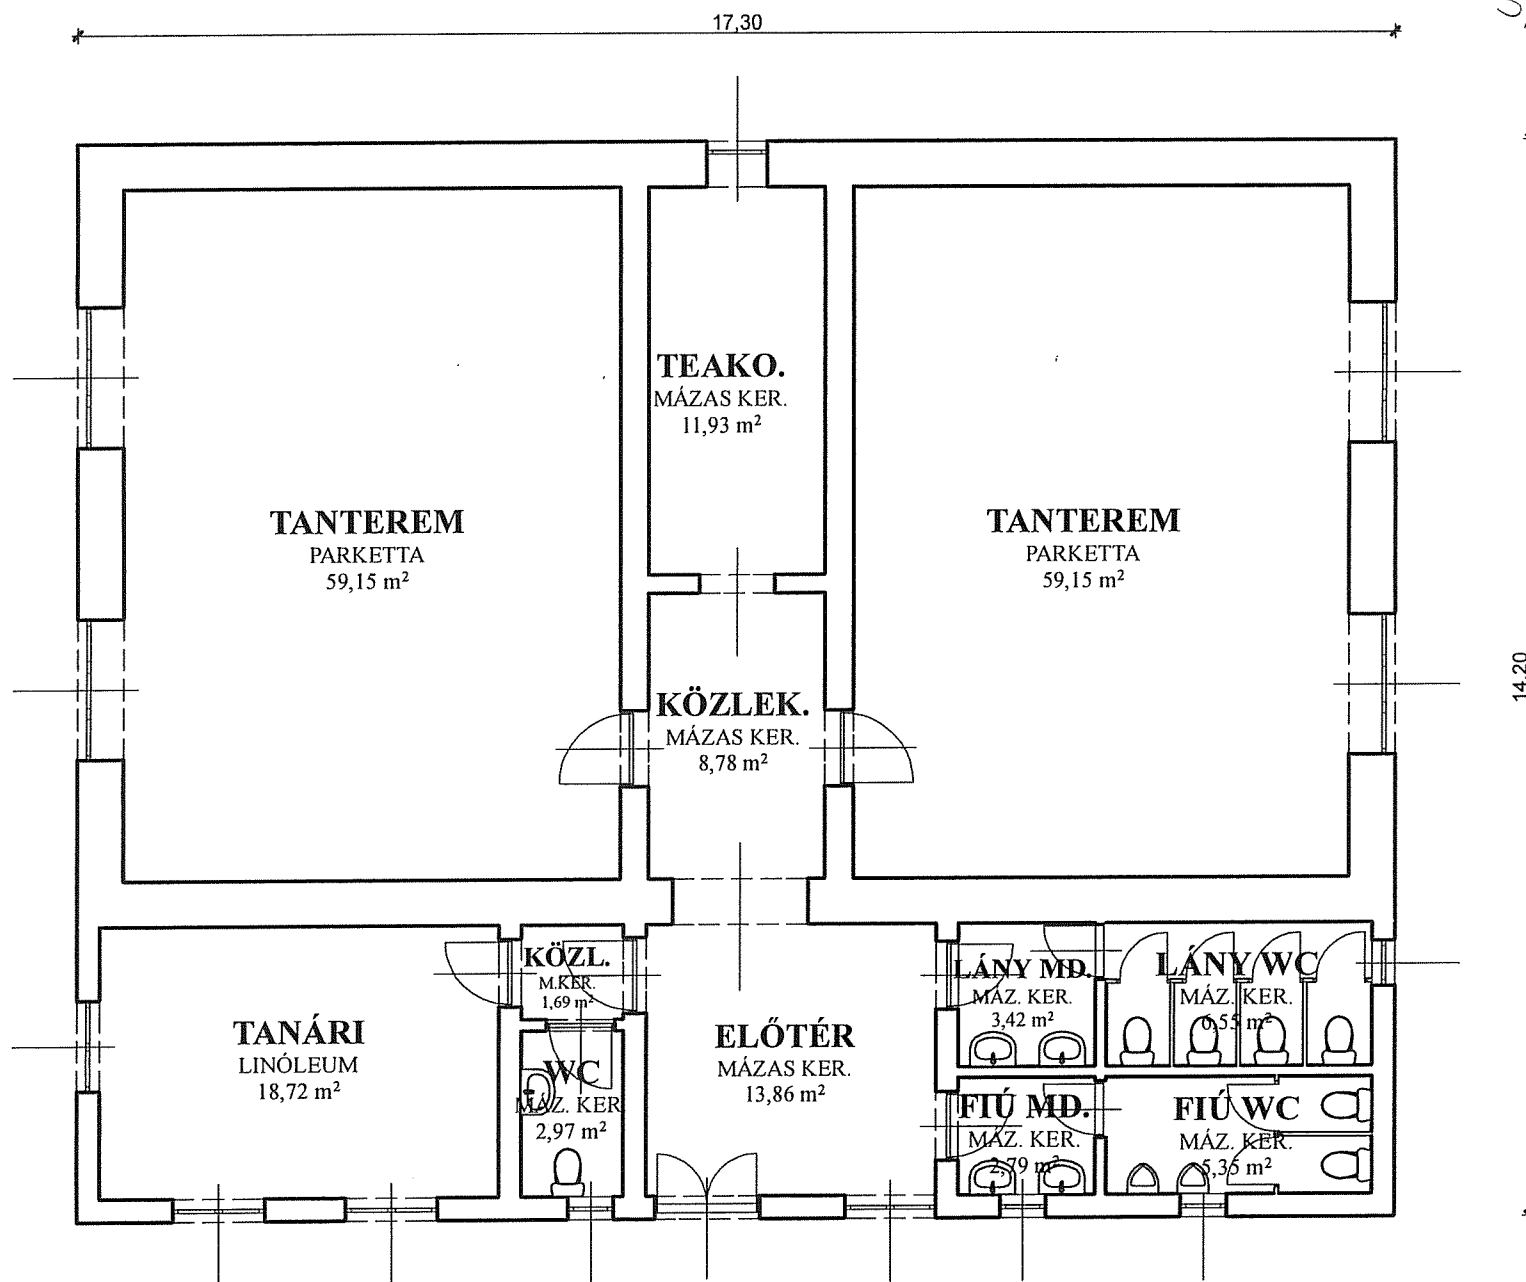 17,30
TEAKO.
MÁZAS KER.
11,93 m²
TANTEREM
PARKETTA
59,15 m²
TANTEREM
PARKETTA
59,15 m²
14,20
KÖZLEK.
MÁZAS KER.
8,78 m²
KÖZL.
M.KER.
1,69 m²
LÁNY MD.
MÁZ. KER.
3,42 m²
LÁNY WC
MÁZ. KER.
6,55 m²
TANÁRI
LINÓLEUM
18,72 m²
ELŐTÉR
MÁZAS KER.
13,86 m²
WC
MÁZ. KER
2,97 m²
FIÚ MD.
MÁZ. KER.
2,79 m²
FIÚ WC
MÁZ. KER.
5,35 m²